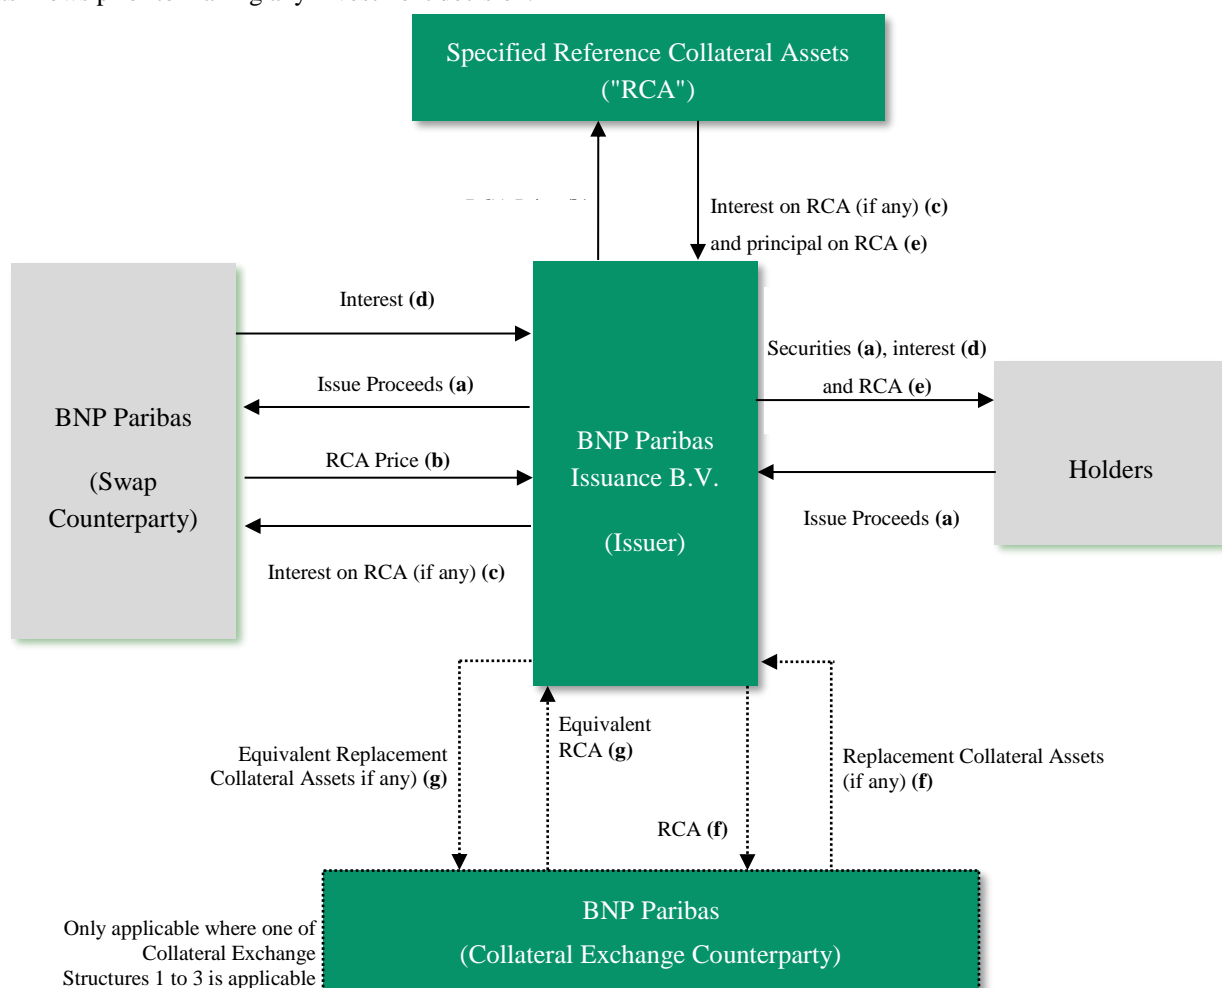 Specified Reference Collateral Assets
("RCA")
Interest on RCA (if any) (c)
and principal on RCA (e)
Interest (d)
Securities (a), interest (d)
and RCA (e)
Issue Proceeds (a)
BNP Paribas
(Swap
Counterparty)
BNP Paribas
Issuance B.V.
(Issuer)
RCA Price (b)
Holders
Issue Proceeds (a)
Interest on RCA (if any) (c)
Equivalent
RCA (g)
Equivalent Replacement
Collateral Assets if any) (g)
Replacement Collateral Assets
(if any) (f)
RCA (f)
BNP Paribas
(Collateral Exchange Counterparty)
Only applicable where one of
Collateral Exchange
Structures 1 to 3 is applicable